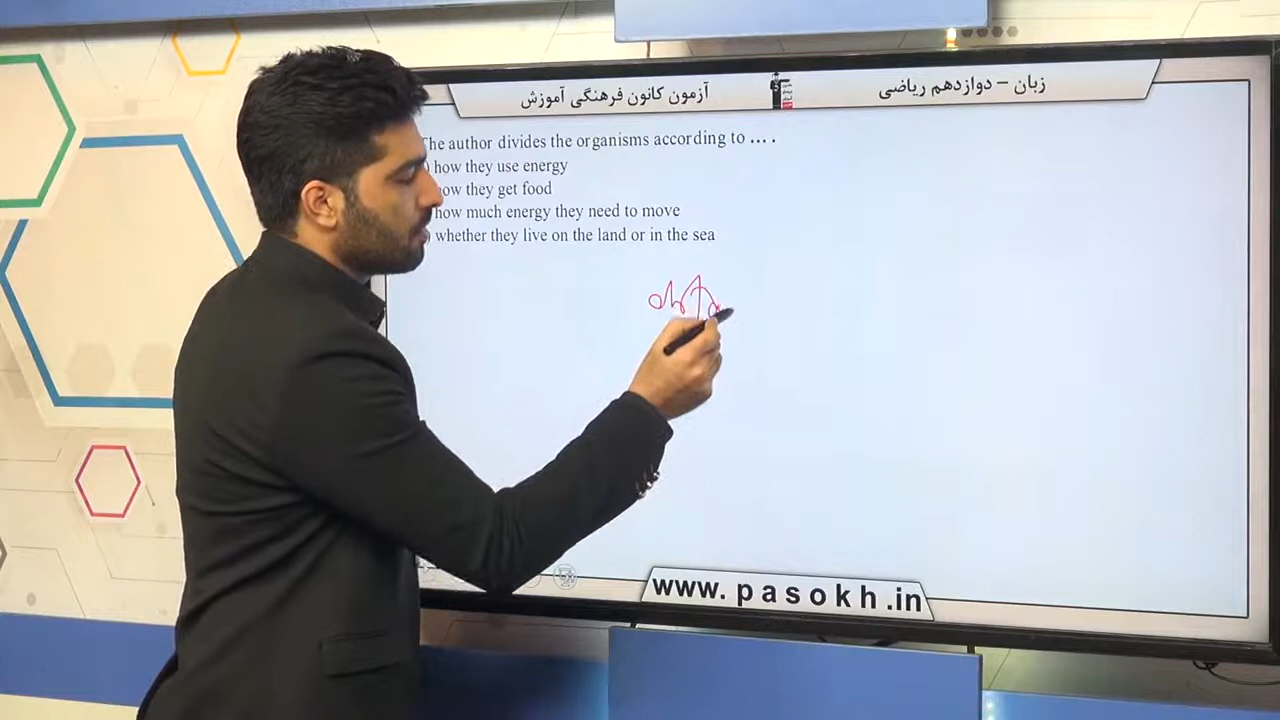 زبان – دوازدهم ریاضی
آزمون کانون فرهنگی آموزش
The author divides the organisms according to ... .
how they use energy
how they get food
how much energy they need to move
whether they live on the land or in the sea
www.pasokh.in